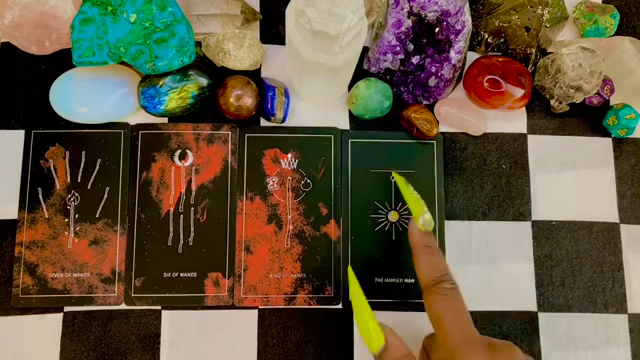 SEVEN OF WANDS
SIX OF WANDS
KING OF WANDS
THE HANGED MAN